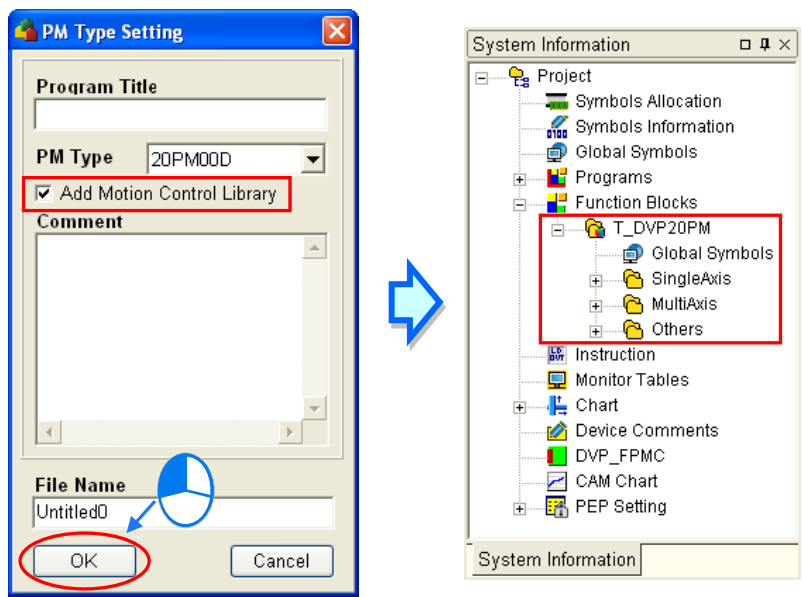 PM Type Setting
Program Title
PM Type
20PM00D
Add Motion Control Library
Comment
File Name
Untitled0
OK
Cancel
System Information
Project
Symbols Allocation
Symbols Information
Global Symbols
Programs
Function Blocks
T_DVP20PM
Global Symbols
SingleAxis
MultiAxis
Others
Instruction
Monitor Tables
Chart
Device Comments
DVP_FPMC
CAM Chart
PEP Setting
System Information